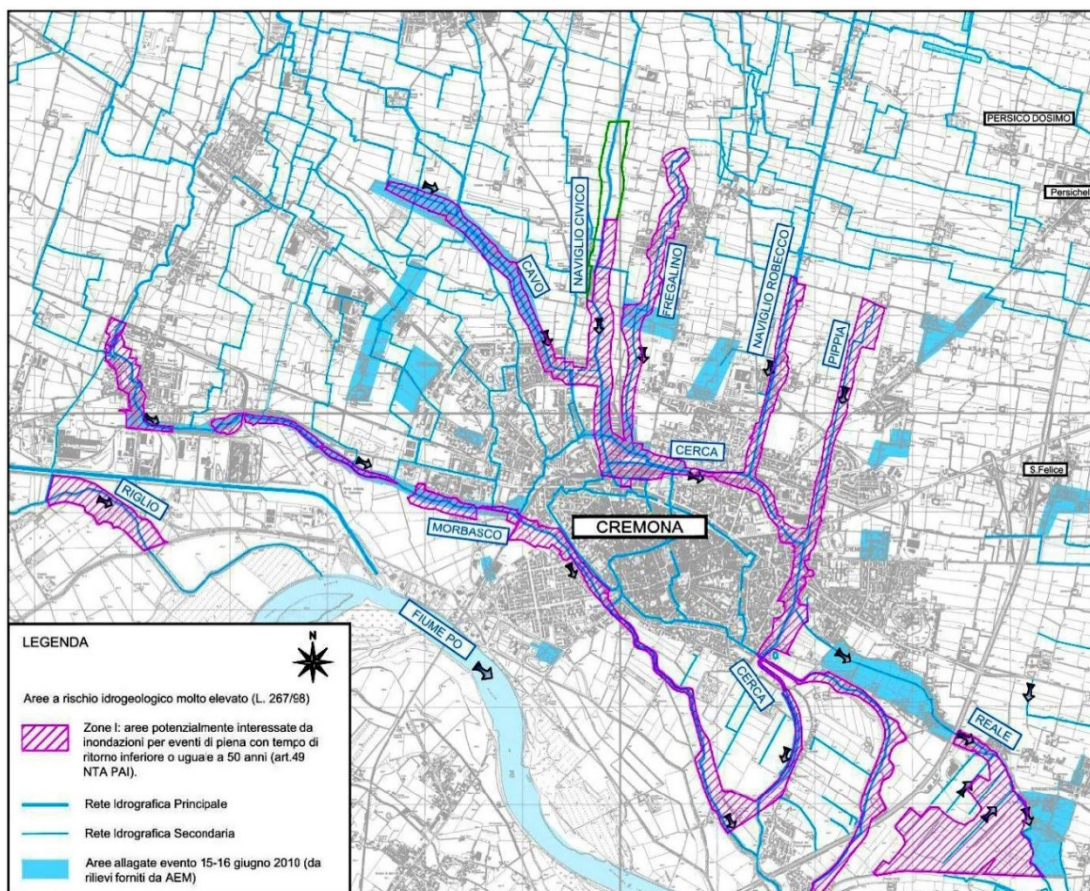 PERSICO DOSIMO
Persichel
NAVIGLIO CIVICO
CAVO
FREGALINO
NAVIGLIO ROBECCO
PIPPIA
CERCA
S.Felice
RIGLIO
MORBASCO
CREMONA
FIUME PO
CERCA
REALE
LEGENDA
N
Aree a rischio idrogeologico molto elevato (L. 267/98)
Zone I: aree potenzialmente interessate da
inondazioni per eventi di piena con tempo di
ritorno inferiore o uguale a 50 anni (art.49
NTA PAI).
Rete Idrografica Principale
Rete Idrografica Secondaria
Aree allagate evento 15-16 giugno 2010 (da
rilievi forniti da AEM)